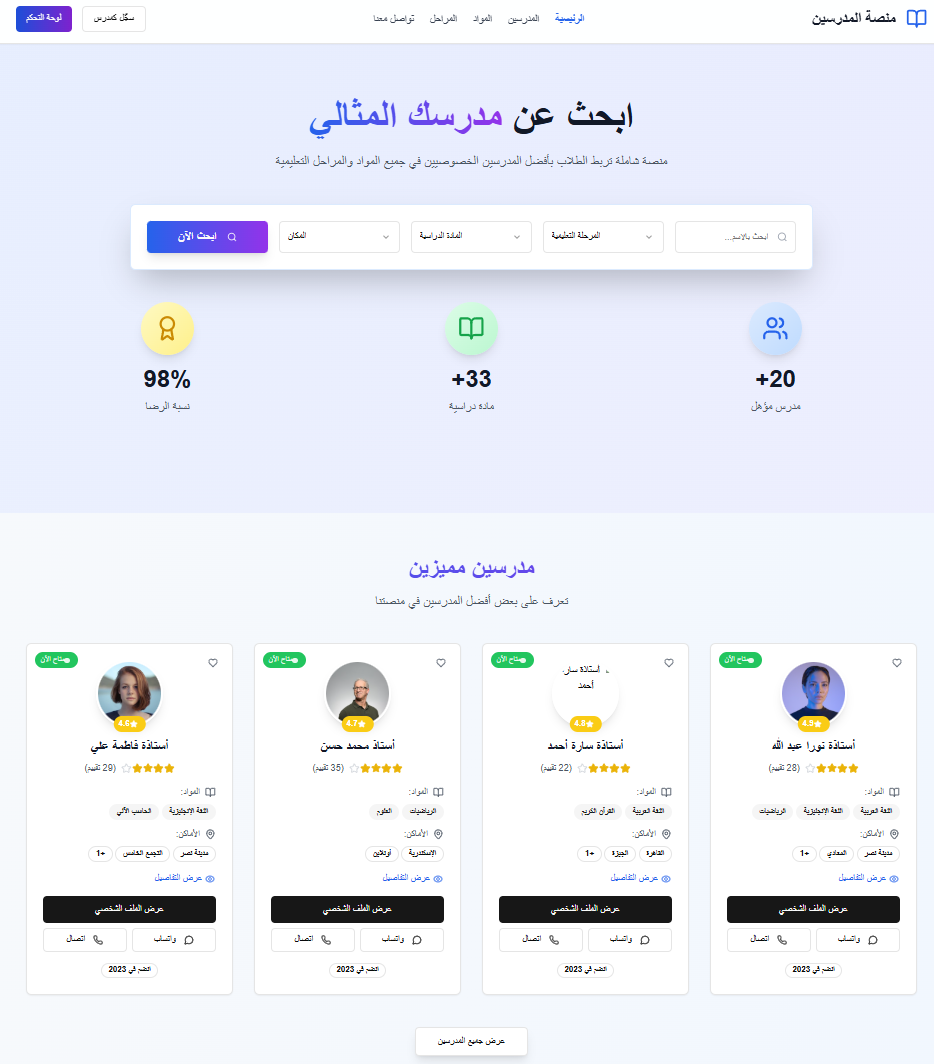 منصة المدرسين
الرئيسية المدرسين المواد المراحل تواصل معنا
سجّل كمدرس
لوحة التحكم
ابحث عن مدرسك المثالي
منصة شاملة تربط الطلاب بأفضل المدرسين الخصوصيين في جميع المواد والمراحل التعليمية
ابحث بالاسم...
المرحلة التعليمية
المادة الدراسية
المكان
ابحث الآن
+20
مدرس مؤهل
+33
مادة دراسية
98%
نسبة الرضا
مدرسين مميزين
تعرف على بعض أفضل المدرسين في منصتنا
متاح الآن
4.9
أستاذة نورا عبد الله
(28 تقييم)
المواد:
اللغة العربية اللغة الإنجليزية الرياضيات
الأماكن:
مدينة نصر المعادي +1
عرض التفاصيل
عرض الملف الشخصي
واتساب اتصال
انضم في 2023
متاح الآن
أستاذة سارة
أحمد
4.8
أستاذة سارة أحمد
(22 تقييم)
المواد:
اللغة العربية القرآن الكريم
الأماكن:
القاهرة الجيزة +1
عرض التفاصيل
عرض الملف الشخصي
واتساب اتصال
انضم في 2023
متاح الآن
4.7
أستاذ محمد حسن
(35 تقييم)
المواد:
الرياضيات العلوم
الأماكن:
الإسكندرية أونلاين
عرض التفاصيل
عرض الملف الشخصي
واتساب اتصال
انضم في 2023
متاح الآن
4.6
أستاذة فاطمة علي
(29 تقييم)
المواد:
اللغة الإنجليزية الحاسب الآلي
الأماكن:
مدينة نصر التجمع الخامس +1
عرض التفاصيل
عرض الملف الشخصي
واتساب اتصال
انضم في 2023
عرض جميع المدرسين